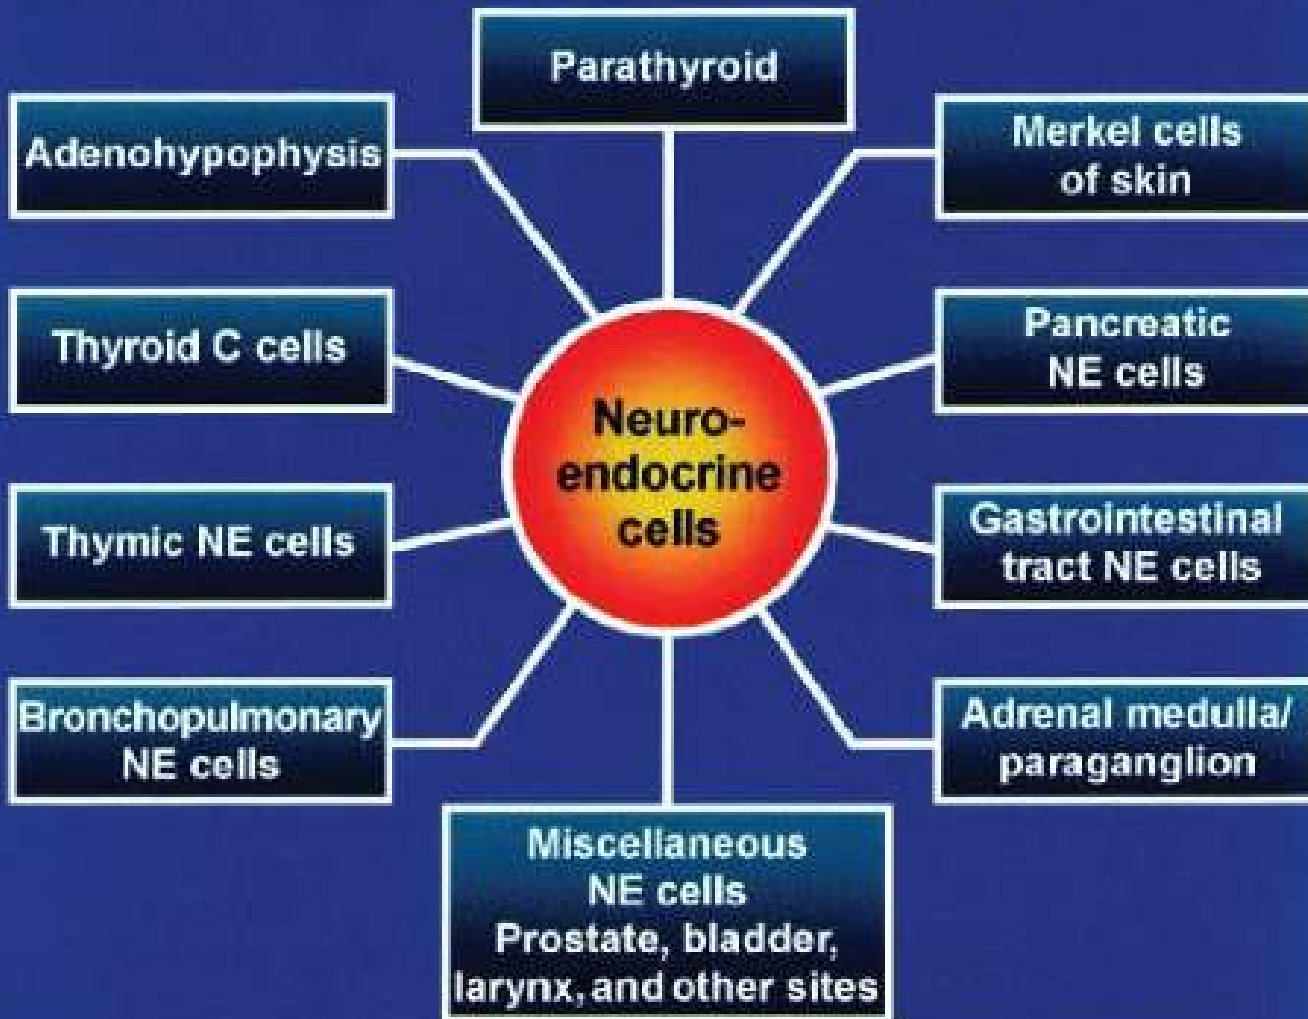 Parathyroid
Adenohypophysis
Merkel cells
of skin
Thyroid C cells
Pancreatic
NE cells
Neuro-
endocrine
cells
Thymic NE cells
Gastrointestinal
tract NE cells
Bronchopulmonary
NE cells
Adrenal medulla/
paraganglion
Miscellaneous
NE cells
Prostate, bladder,
larynx, and other sites